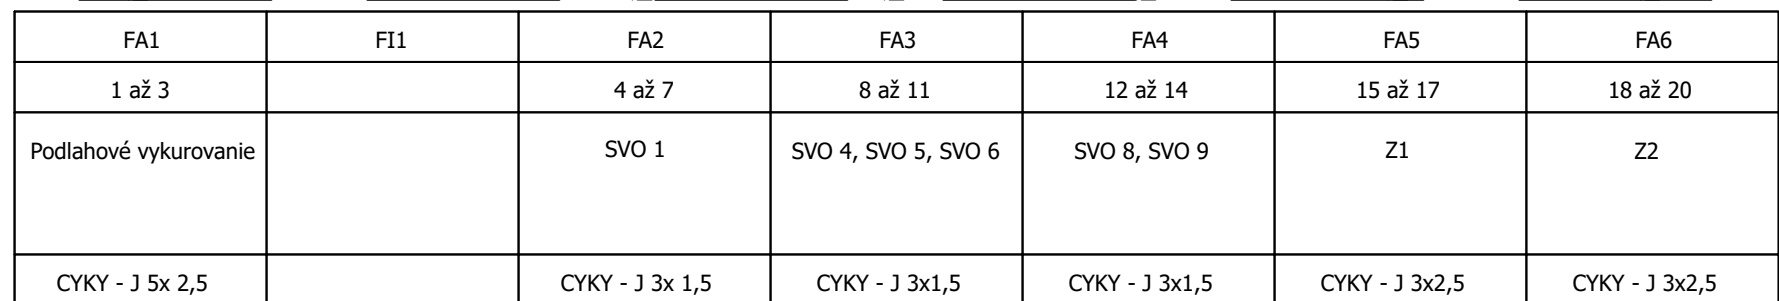 FA1 FI1 FA2 FA3 FA4 FA5 FA6
1 až 3 4 až 7 8 až 11 12 až 14 15 až 17 18 až 20
Podlahové vykurovanie SVO 1 SVO 4, SVO 5, SVO 6 SVO 8, SVO 9 Z1 Z2
CYKY - J 5x 2,5 CYKY - J 3x 1,5 CYKY - J 3x1,5 CYKY - J 3x1,5 CYKY - J 3x2,5 CYKY - J 3x2,5